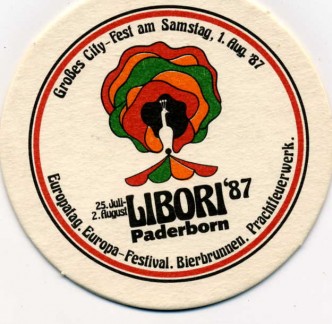 Großes City-Fest am Samstag, 1. Aug. '87
25. Juli-
2. August
LIBORI '87
Paderborn
Europatag. Europa-Festival. Bierbrunnen. Prachtfeuerwerk.